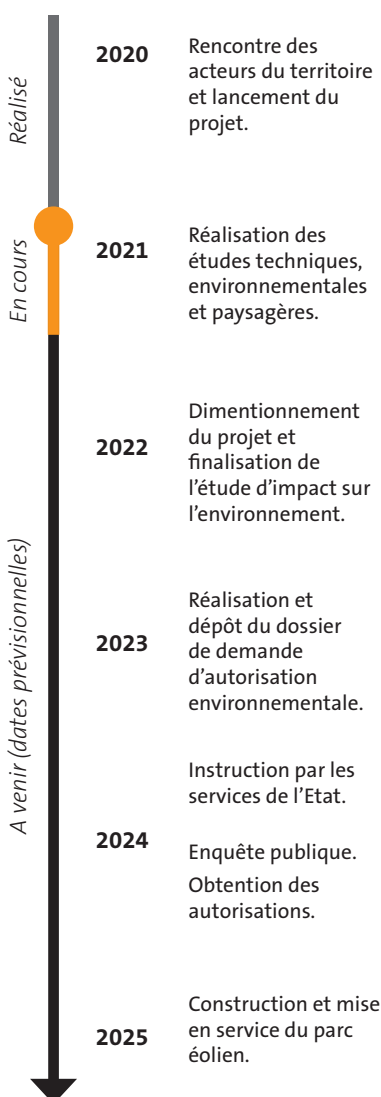 Réalisé
2020
Rencontre des
acteurs du territoire
et lancement du
projet.
En cours
2021
Réalisation des
études techniques,
environnementales
et paysagères.
A venir (dates prévisionnelles)
2022
Dimentionnement
du projet et
finalisation de
l'étude d'impact sur
l'environnement.
2023
Réalisation et
dépôt du dossier
de demande
d'autorisation
environnementale.
2024
Instruction par les
services de l'Etat.
Enquête publique.
Obtention des
autorisations.
2025
Construction et mise
en service du parc
éolien.